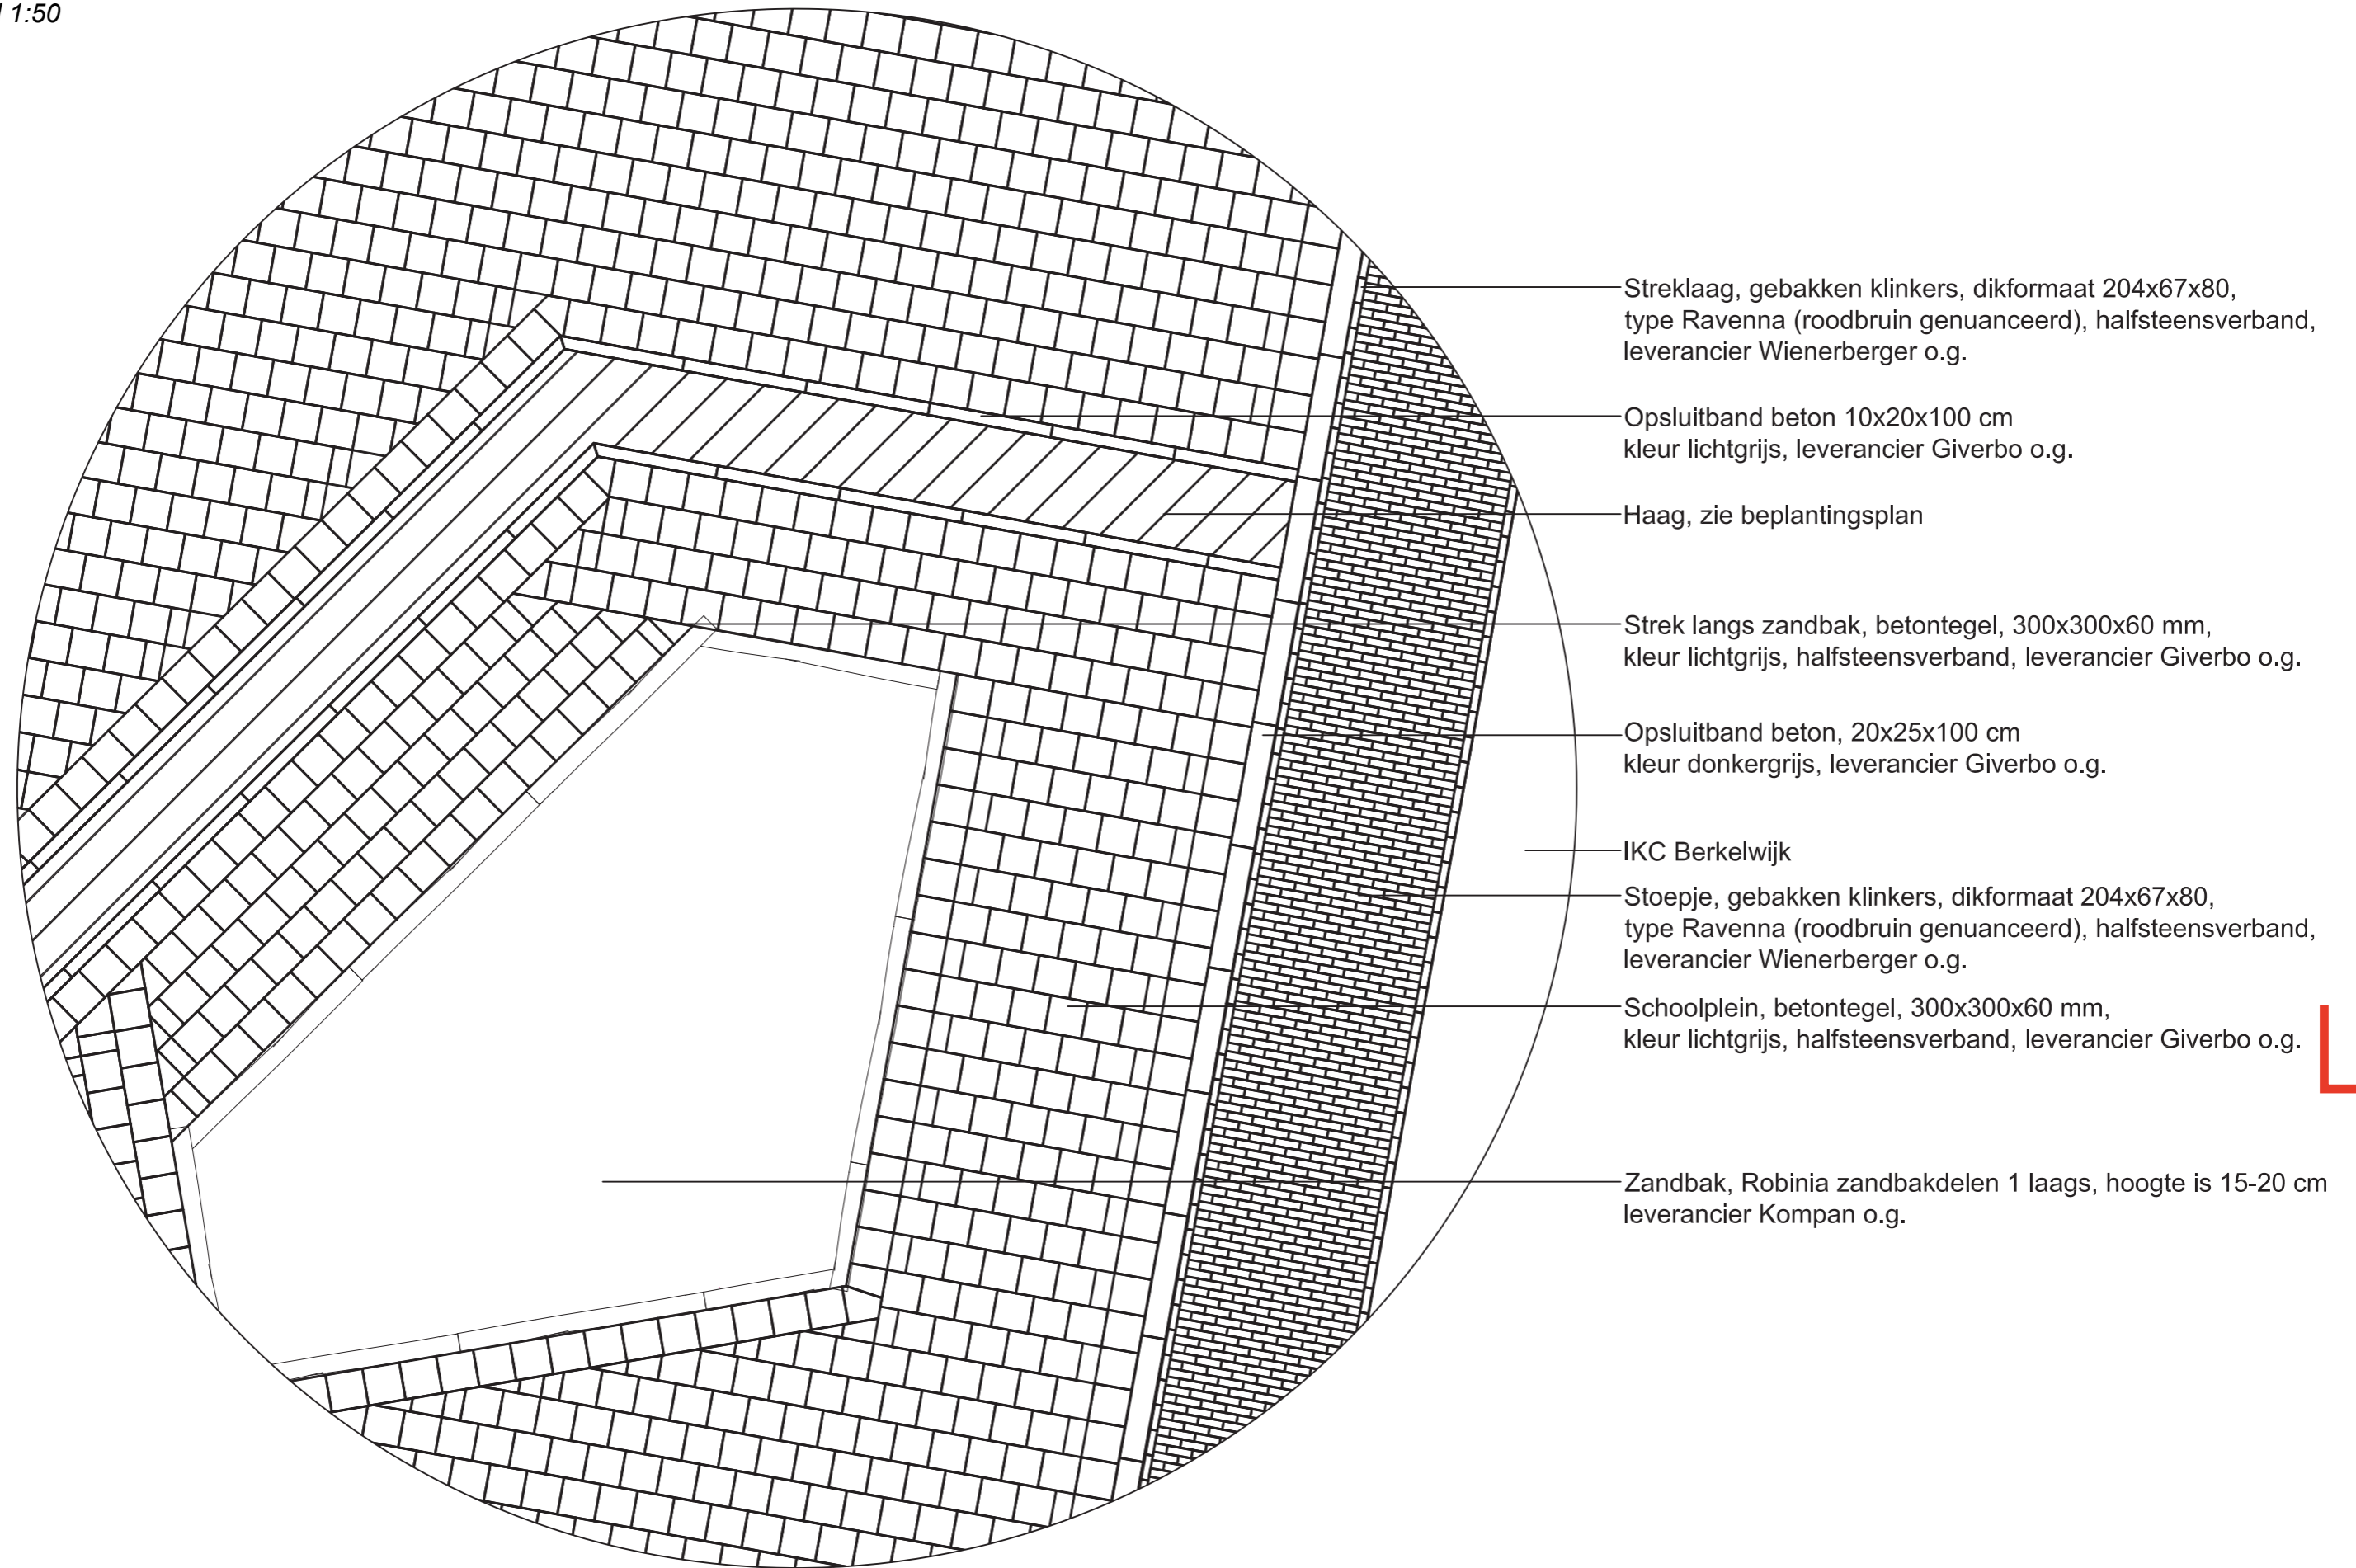 1:50
Streklaag, gebakken klinkers, dikformaat 204x67x80,
type Ravenna (roodbruin genuanceerd), halfsteensverband,
leverancier Wienerberger o.g.
Opsluitband beton 10x20x100 cm
kleur lichtgrijs, leverancier Giverbo o.g.
Haag, zie beplantingsplan
Strek langs zandbak, betontegel, 300x300x60 mm,
kleur lichtgrijs, halfsteensverband, leverancier Giverbo o.g.
Opsluitband beton, 20x25x100 cm
kleur donkergrijs, leverancier Giverbo o.g.
IKC Berkelwijk
Stoepje, gebakken klinkers, dikformaat 204x67x80,
type Ravenna (roodbruin genuanceerd), halfsteensverband,
leverancier Wienerberger o.g.
Schoolplein, betontegel, 300x300x60 mm,
kleur lichtgrijs, halfsteensverband, leverancier Giverbo o.g.
Zandbak, Robinia zandbakdelen 1 laags, hoogte is 15-20 cm
leverancier Kompan o.g.